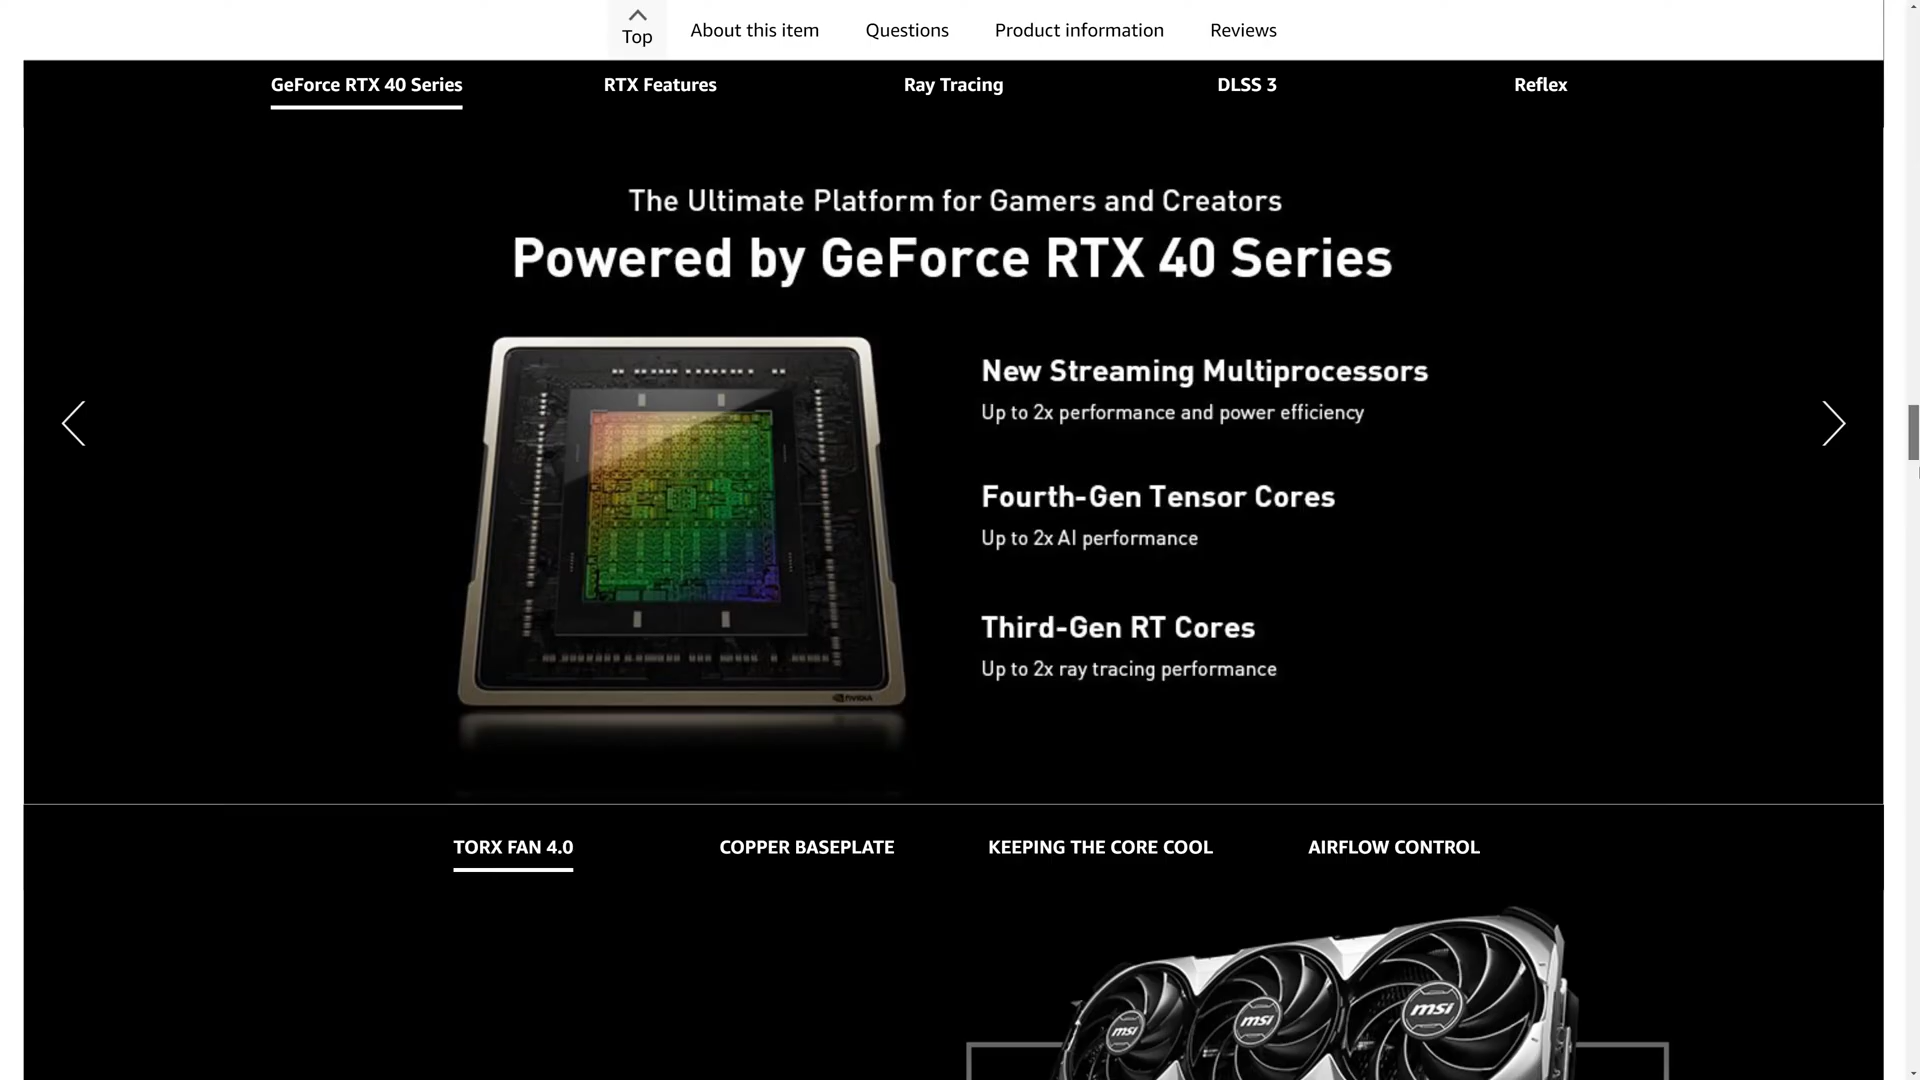 Top
About this item
Questions
Product information
Reviews
GeForce RTX 40 Series
RTX Features
Ray Tracing
DLSS 3
Reflex
The Ultimate Platform for Gamers and Creators
Powered by GeForce RTX 40 Series
New Streaming Multiprocessors
Up to 2x performance and power efficiency
Fourth-Gen Tensor Cores
Up to 2x AI performance
Third-Gen RT Cores
Up to 2x ray tracing performance
NVIDIA
TORX FAN 4.0
COPPER BASEPLATE
KEEPING THE CORE COOL
AIRFLOW CONTROL
msi
msi
msi